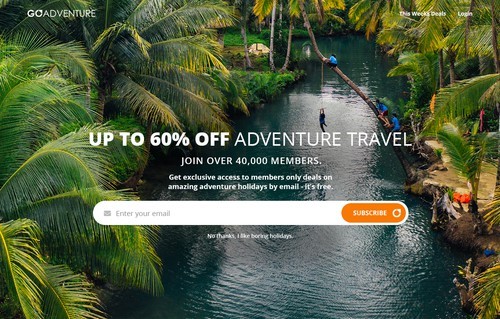 GOADVENTURE
This Weeks Deals Login
UP TO 60% OFF ADVENTURE TRAVEL
JOIN OVER 40,000 MEMBERS.
Get exclusive access to members only deals on
amazing adventure holidays by email - it's free.
Enter your email
SUBSCRIBE
No thanks, I like boring holidays.